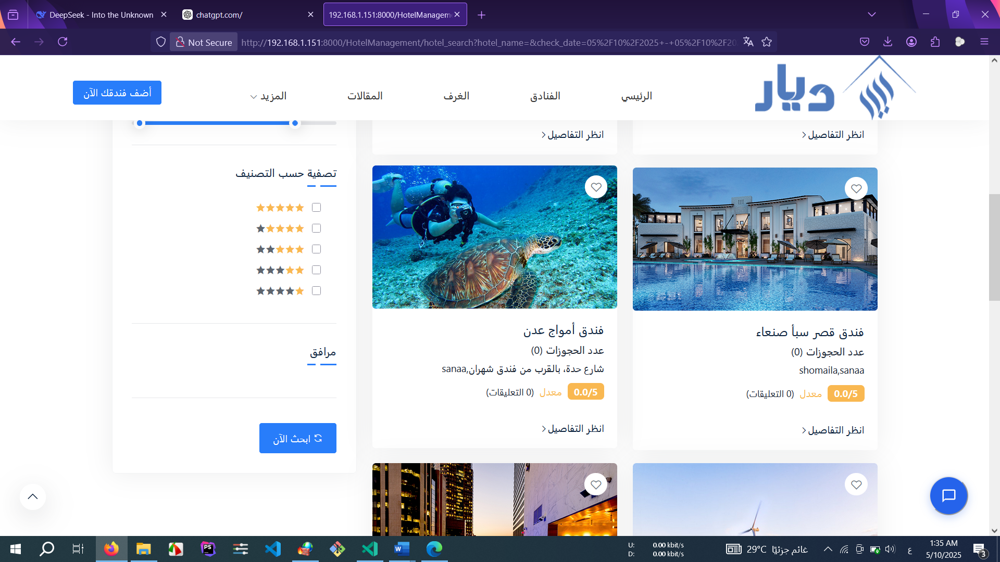 DeepSeek - Into the Unknown
chatgpt.com/
192.168.1.151:8000/HotelManagem
Not Secure
http://192.168.1.151:8000/HotelManagement/hotel_search?hotel_name=&check_date=05%2F10%2F2025+-+05%2F10%2F20
ديار
الرئيسي
الفنادق
الغرف
المقالات
المزيد
أضف فندقك الآن
انظر التفاصيل
انظر التفاصيل
تصفية حسب التصنيف
مرافق
ابحث الآن
فندق قصر سبأ صنعاء
عدد الحجوزات (0)
shomaila,sanaa
0.0/5 معدل (0 التعليقات)
انظر التفاصيل
فندق أمواج عدن
عدد الحجوزات (0)
شارع حدة، بالقرب من فندق شهران,sanaa
0.0/5 معدل (0 التعليقات)
انظر التفاصيل
PS
W
U: 0.00 kbit/s
D: 0.00 kbit/s
29°C غائم جزئيًا
ع
1:35 AM
5/10/2025
3